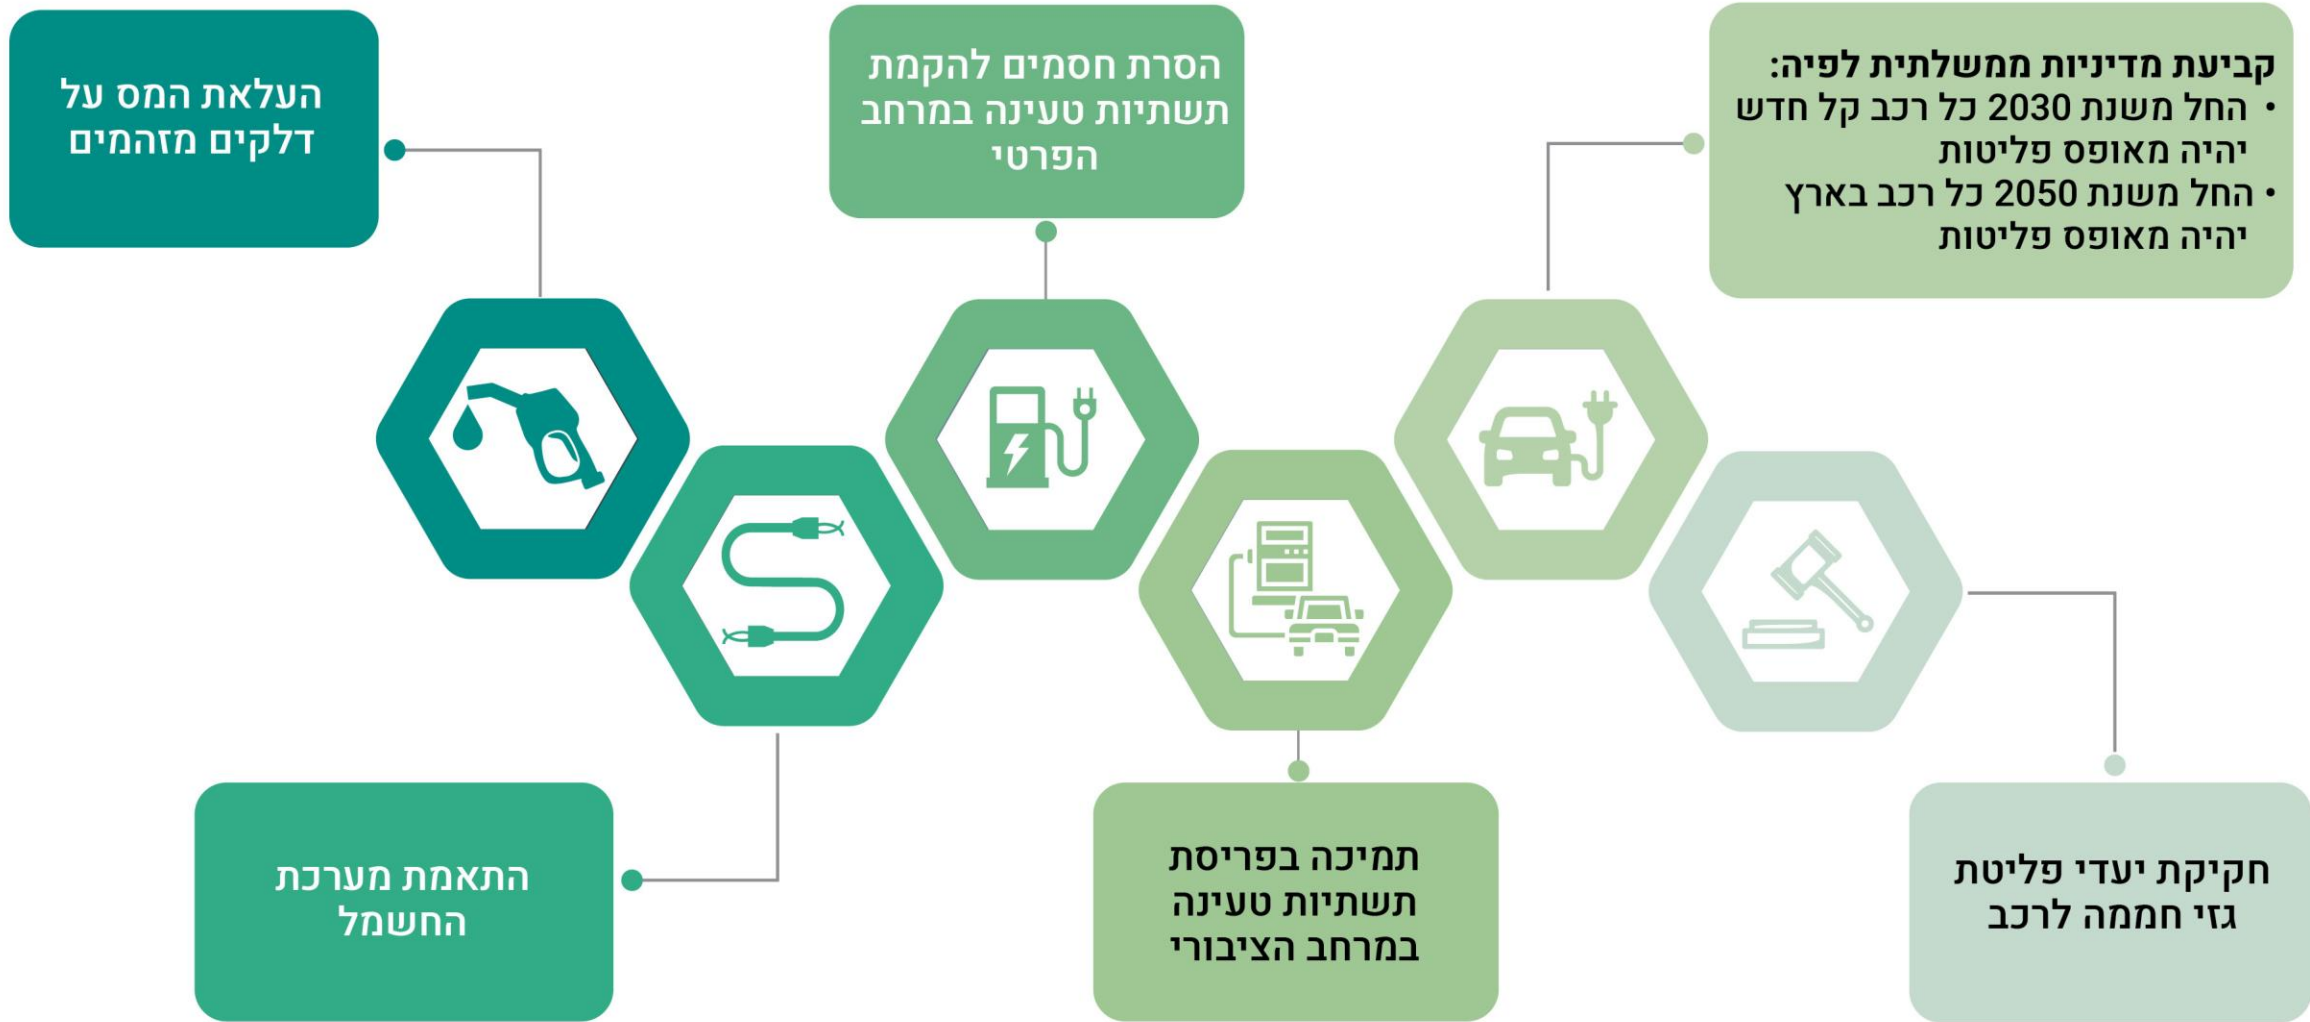 קביעת מדיניות ממשלתית לפיה:
• החל משנת 2030 כל רכב קל חדש
יהיה מאופס פליטות
• החל משנת 2050 כל רכב בארץ
יהיה מאופס פליטות
הסרת חסמים להקמת
תשתיות טעינה במרחב
הפרטי
העלאת המס על
דלקים מזהמים
חקיקת יעדי פליטת
גזי חממה לרכב
תמיכה בפריסת
תשתיות טעינה
במרחב הציבורי
התאמת מערכת
החשמל